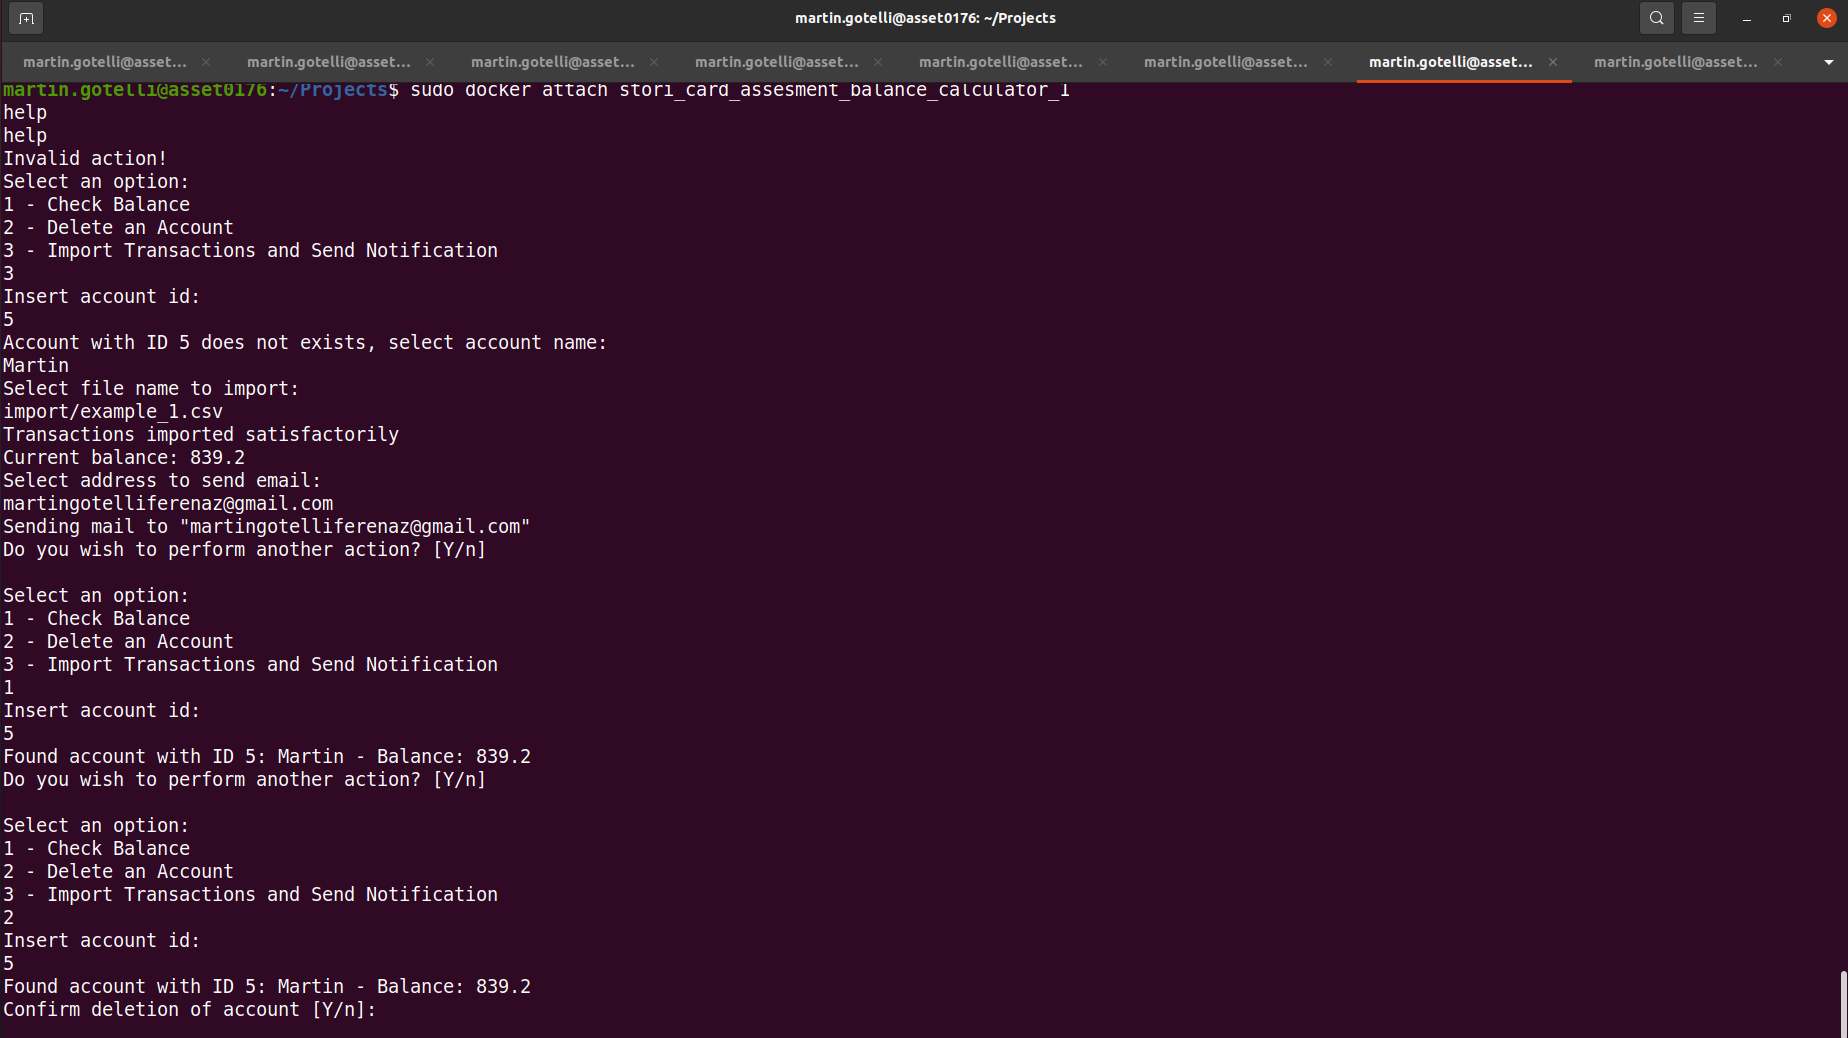 martin.gotelli@asset0176: ~/Projects
martin.gotelli@asset... martin.gotelli@asset... martin.gotelli@asset... martin.gotelli@asset... martin.gotelli@asset... martin.gotelli@asset... martin.gotelli@asset... martin.gotelli@asset...
martin.gotelli@asset0176:~/Projects$ sudo docker attach stori_card_assesment_balance_calculator_1
help
help
Invalid action!
Select an option:
1 - Check Balance
2 - Delete an Account
3 - Import Transactions and Send Notification
3
Insert account id:
5
Account with ID 5 does not exists, select account name:
Martin
Select file name to import:
import/example_1.csv
Transactions imported satisfactorily
Current balance: 839.2
Select address to send email:
martingotelliferenaz@gmail.com
Sending mail to "martingotelliferenaz@gmail.com"
Do you wish to perform another action? [Y/n]
Select an option:
1 - Check Balance
2 - Delete an Account
3 - Import Transactions and Send Notification
1
Insert account id:
5
Found account with ID 5: Martin - Balance: 839.2
Do you wish to perform another action? [Y/n]
Select an option:
1 - Check Balance
2 - Delete an Account
3 - Import Transactions and Send Notification
2
Insert account id:
5
Found account with ID 5: Martin - Balance: 839.2
Confirm deletion of account [Y/n]: